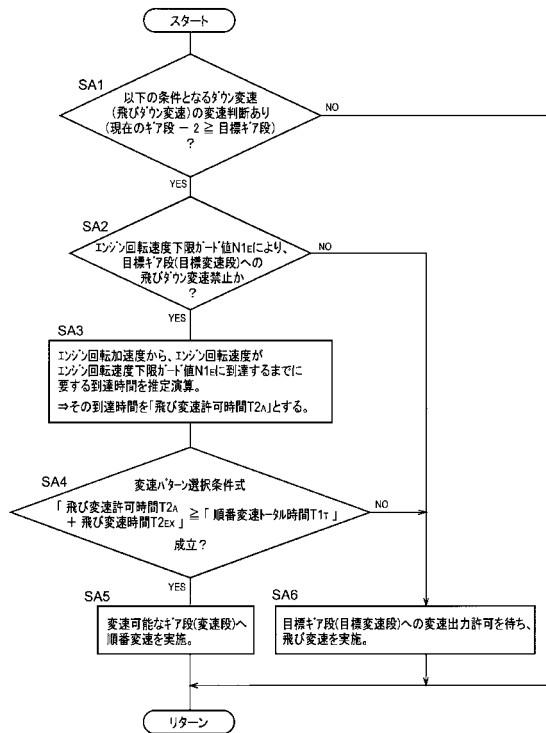 スタート
SA1
以下の条件となるダウン変速
(飛びダウン変速)の変速判断あり
(現在のギア段 － 2 ≧ 目標ギア段)
?
NO
YES
SA2
エンジン回転速度下限ガード値N1Eにより、
目標ギア段(目標変速段)への
飛びダウン変速禁止か
?
NO
YES
SA3
エンジン回転加速度から、エンジン回転速度が
エンジン回転速度下限ガード値N1Eに到達するまでに
要する到達時間を推定演算。
⇒その到達時間を「飛び変速許可時間T2A」とする。
SA4
変速パターン選択条件式
「 飛び変速許可時間T2A
+ 飛び変速時間T2EX 」 ≧ 「 順番変速トータル時間T1T 」
成立?
NO
YES
SA5
変速可能なギア段(変速段)へ
順番変速を実施。
SA6
目標ギア段(目標変速段)への変速出力許可を待ち、
飛び変速を実施。
リターン